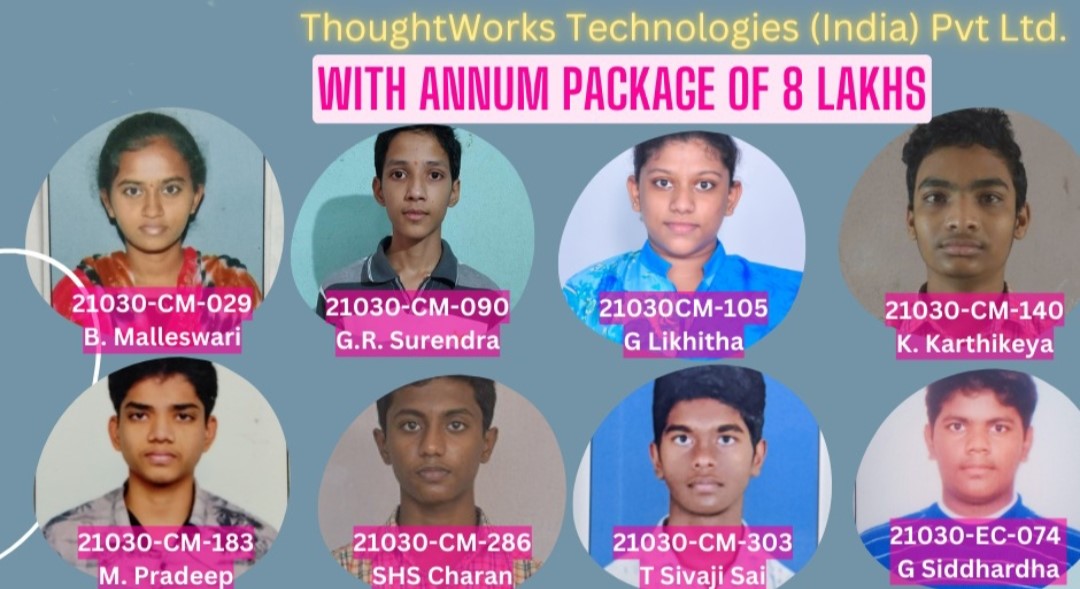 ThoughtWorks Technologies (India) Pvt Ltd.
WITH ANNUM PACKAGE OF 8 LAKHS
21030-CM-029
B. Malleswari
21030-CM-090
G.R. Surendra
21030CM-105
G Likhitha
21030-CM-140
K. Karthikeya
21030-CM-183
M. Pradeep
21030-CM-286
SHS Charan
21030-CM-303
T Sivaji Sai
21030-EC-074
G Siddhardha